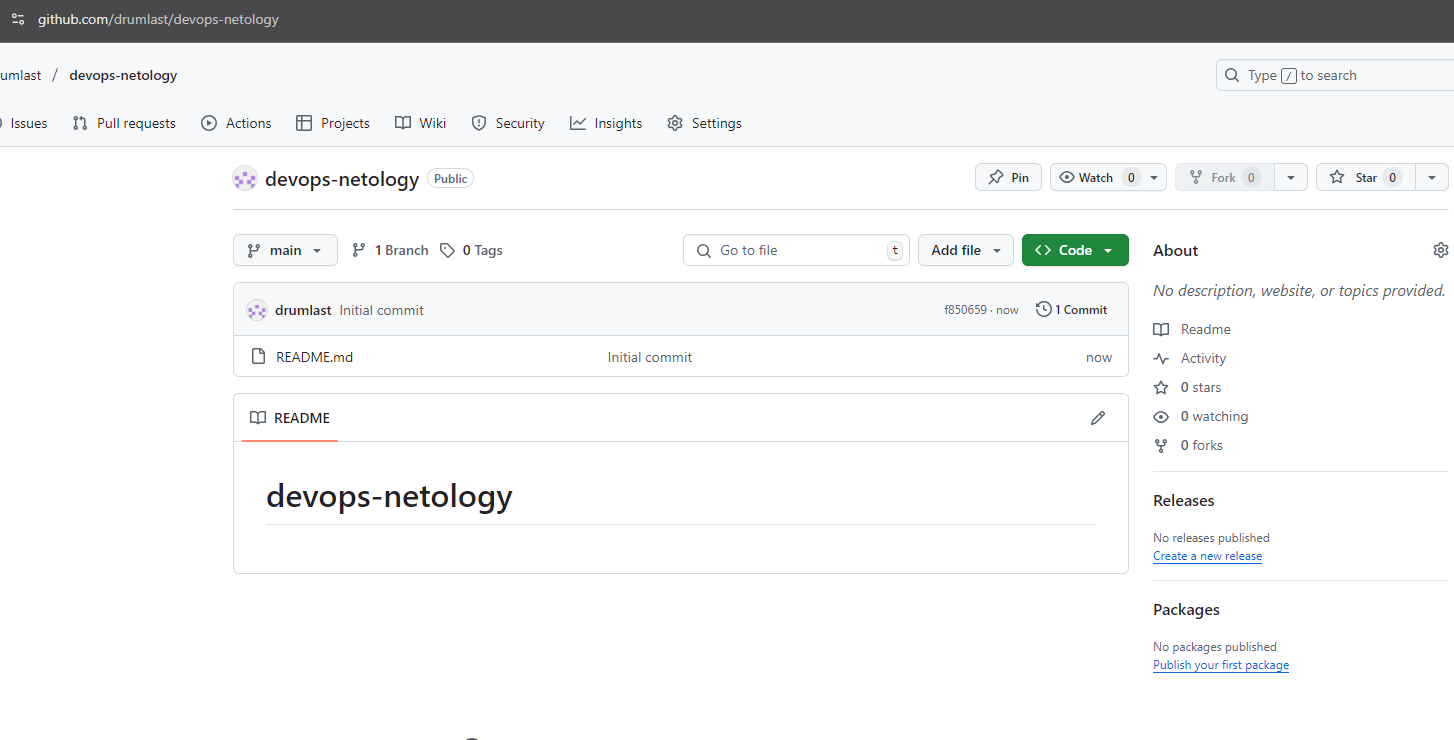 github.com/drumlast/devops-netology
umlast / devops-netology
Type / to search
Issues Pull requests Actions Projects Wiki Security Insights Settings
devops-netology Public
Pin Watch 0 Fork 0 Star 0
main 1 Branch 0 Tags Go to file t Add file <> Code
About
No description, website, or topics provided.
drumlast Initial commit f850659 · now 1 Commit
README.md Initial commit now
Readme
Activity
0 stars
0 watching
0 forks
README
devops-netology
Releases
No releases published
Create a new release
Packages
No packages published
Publish your first package